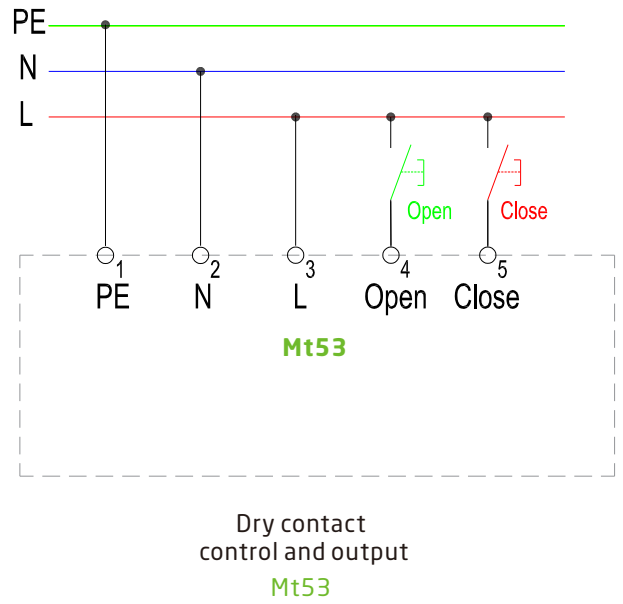 PE
N
L
Open Close
1 2 3 4 5
PE N L Open Close
Mt53
Dry contact
control and output
Mt53